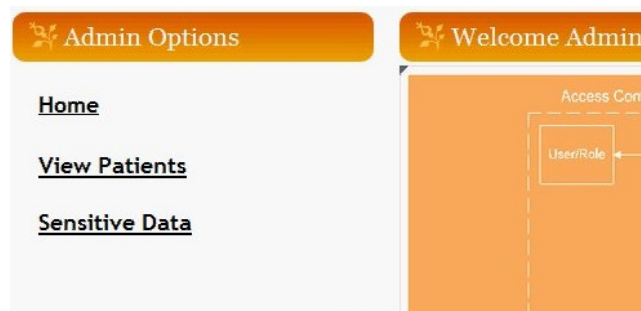 Admin Options
Home
View Patients
Sensitive Data
Welcome Admin
Access Con
User/Role